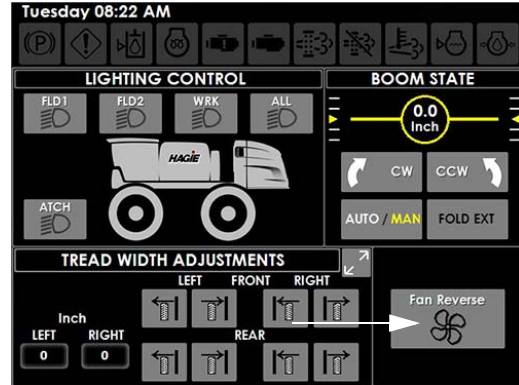 Tuesday 08:22 AM
(P)
LIGHTING CONTROL
FLD1 FLD2 WRK ALL
HAGIE
ATCH
BOOM STATE
0.0
Inch
CW CCW
AUTO / MAN FOLD EXT
TREAD WIDTH ADJUSTMENTS
LEFT FRONT RIGHT
Inch
LEFT RIGHT
0 0
REAR
Fan Reverse